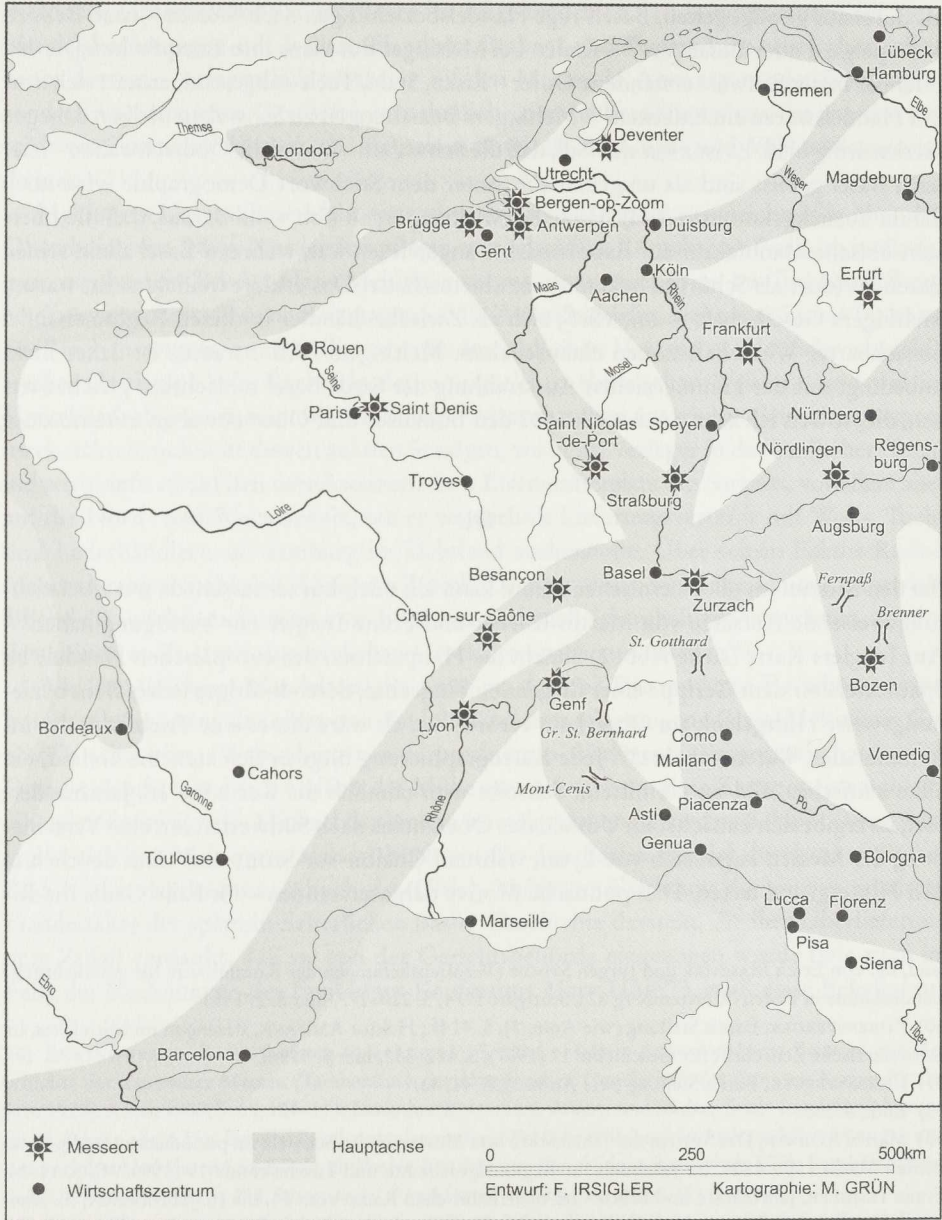 Lübeck
Hamburg
Bremen
Elbe
Themse
London
Deventer
Utrecht
Weser
Magdeburg
Bergen-op-Zoom
Brügge
Antwerpen
Duisburg
Gent
Köln
Maas
Aachen
Rhein
Erfurt
Frankfurt
Rouen
Seine
Mosel
Paris
Saint Denis
Nürnberg
Saint Nicolas
-de-Port
Speyer
Nördlingen
Regens-
burg
Troyes
Straßburg
Loire
Augsburg
Besançon
Basel
Zurzach
Fernpaß
Brenner
Chalon-sur-Saône
St. Gotthard
Bozen
Genf
Lyon
Gr. St. Bernhard
Como
Mailand
Venedig
Bordeaux
Cahors
Mont-Cenis
Garonne
Rhône
Piacenza
Po
Asti
Genua
Bologna
Toulouse
Lucca
Florenz
Marseille
Pisa
Siena
Ebro
Tiber
Barcelona
Messeort
Hauptachse
Wirtschaftszentrum
0 250 500km
Entwurf: F. IRSIGLER Kartographie: M. GRÜN